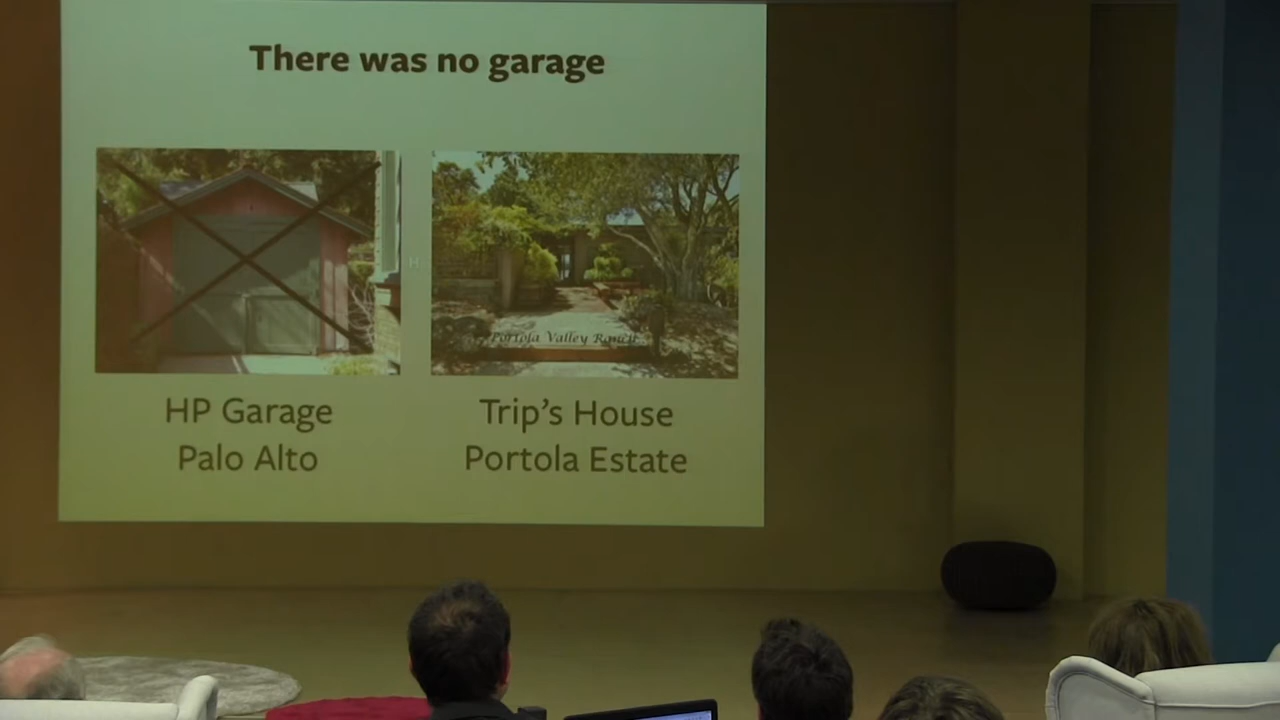 There was no garage
Portola Valley Ranch
HP Garage
Palo Alto
Trip's House
Portola Estate